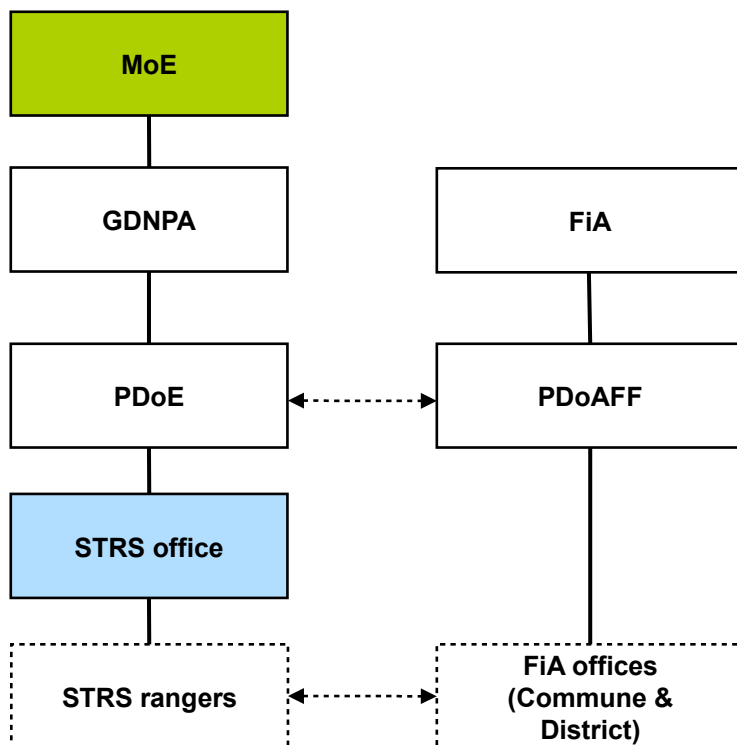 MoE
GDNPA
FiA
PDoE
PDoAFF
STRS office
STRS rangers
FiA offices
(Commune &
District)